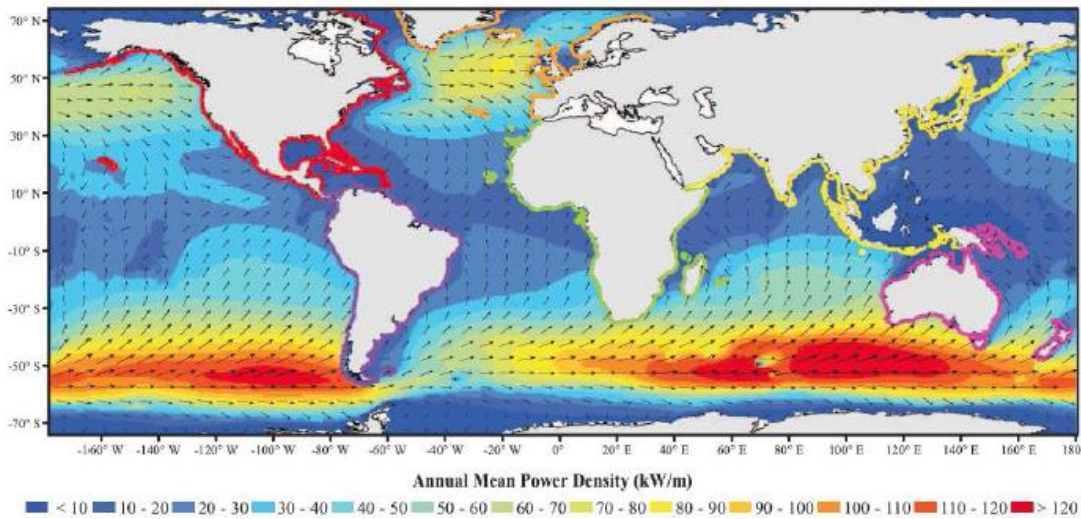 70° N
50° N
30° N
10° N
-10° S
-30° S
-50° S
-70° S
-160° W -140° W -120° W -100° W -80° W -60° W -40° W -20° W 0° 20° E 40° E 60° E 80° E 100° E 120° E 140° E 160° E 180
Annual Mean Power Density (kW/m)
< 10 10 - 20 20 - 30 30 - 40 40 - 50 50 - 60 60 - 70 70 - 80 80 - 90 90 - 100 100 - 110 110 - 120 > 120